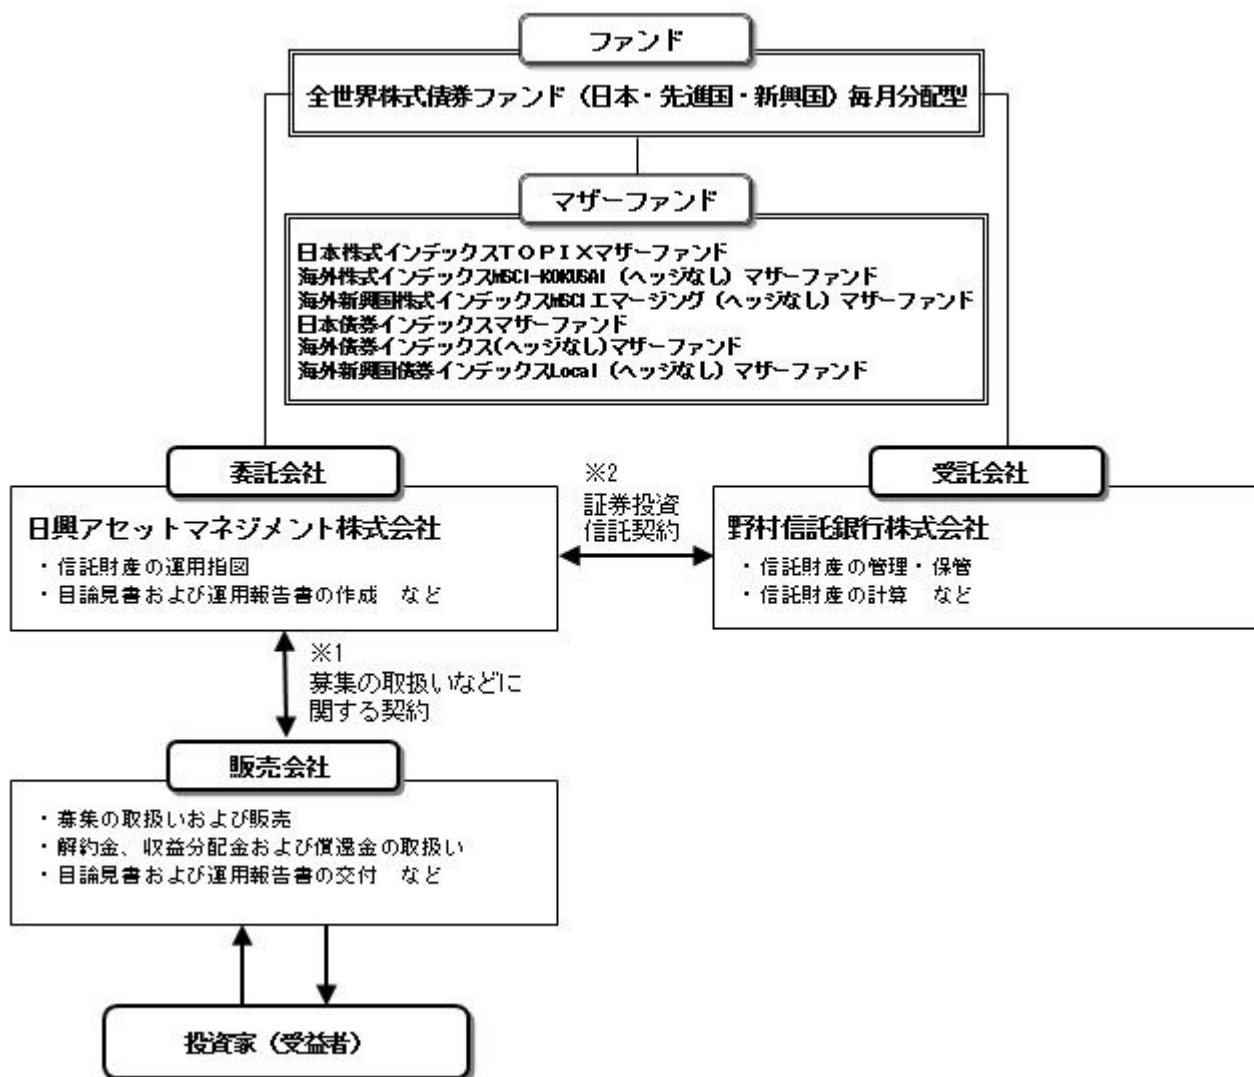 ファンド
全世界株式債券ファンド（日本・先進国・新興国）毎月分配型
マザーファンド
日本株式インデックスＴＯＰＩＸマザーファンド
海外株式インデックスMSCI-KOKUSAI（ヘッジなし）マザーファンド
海外新興国株式インデックスMSCIエマージング（ヘッジなし）マザーファンド
日本債券インデックスマザーファンド
海外債券インデックス(ヘッジなし)マザーファンド
海外新興国債券インデックスLocal（ヘッジなし）マザーファンド
委託会社
日興アセットマネジメント株式会社
・信託財産の運用指図
・目論見書および運用報告書の作成　など
※2
証券投資
信託契約
受託会社
野村信託銀行株式会社
・信託財産の管理・保管
・信託財産の計算　など
※1
募集の取扱いなどに
関する契約
販売会社
・募集の取扱いおよび販売
・解約金、収益分配金および償還金の取扱い
・目論見書および運用報告書の交付　など
投資家（受益者）